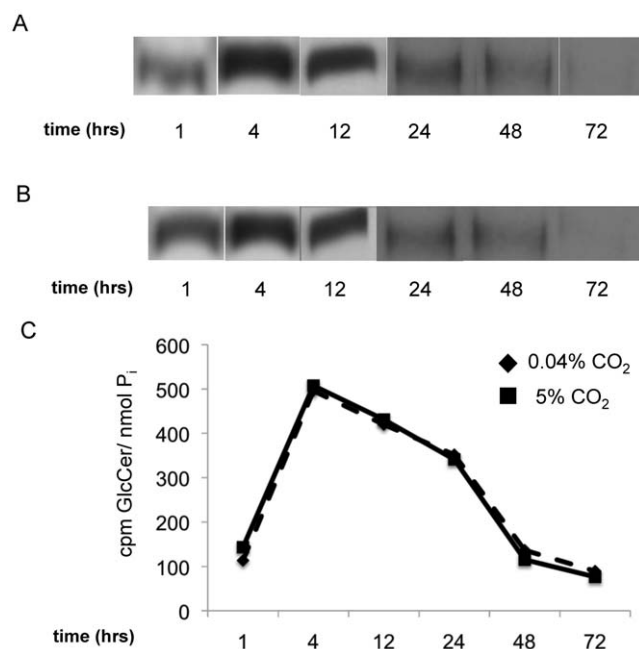 A
time (hrs) 1 4 12 24 48 72
B
time (hrs) 1 4 12 24 48 72
C
cpm GlcCer/ nmol Pi
600
500
400
300
200
100
0
0.04% CO2
5% CO2
time (hrs) 1 4 12 24 48 72